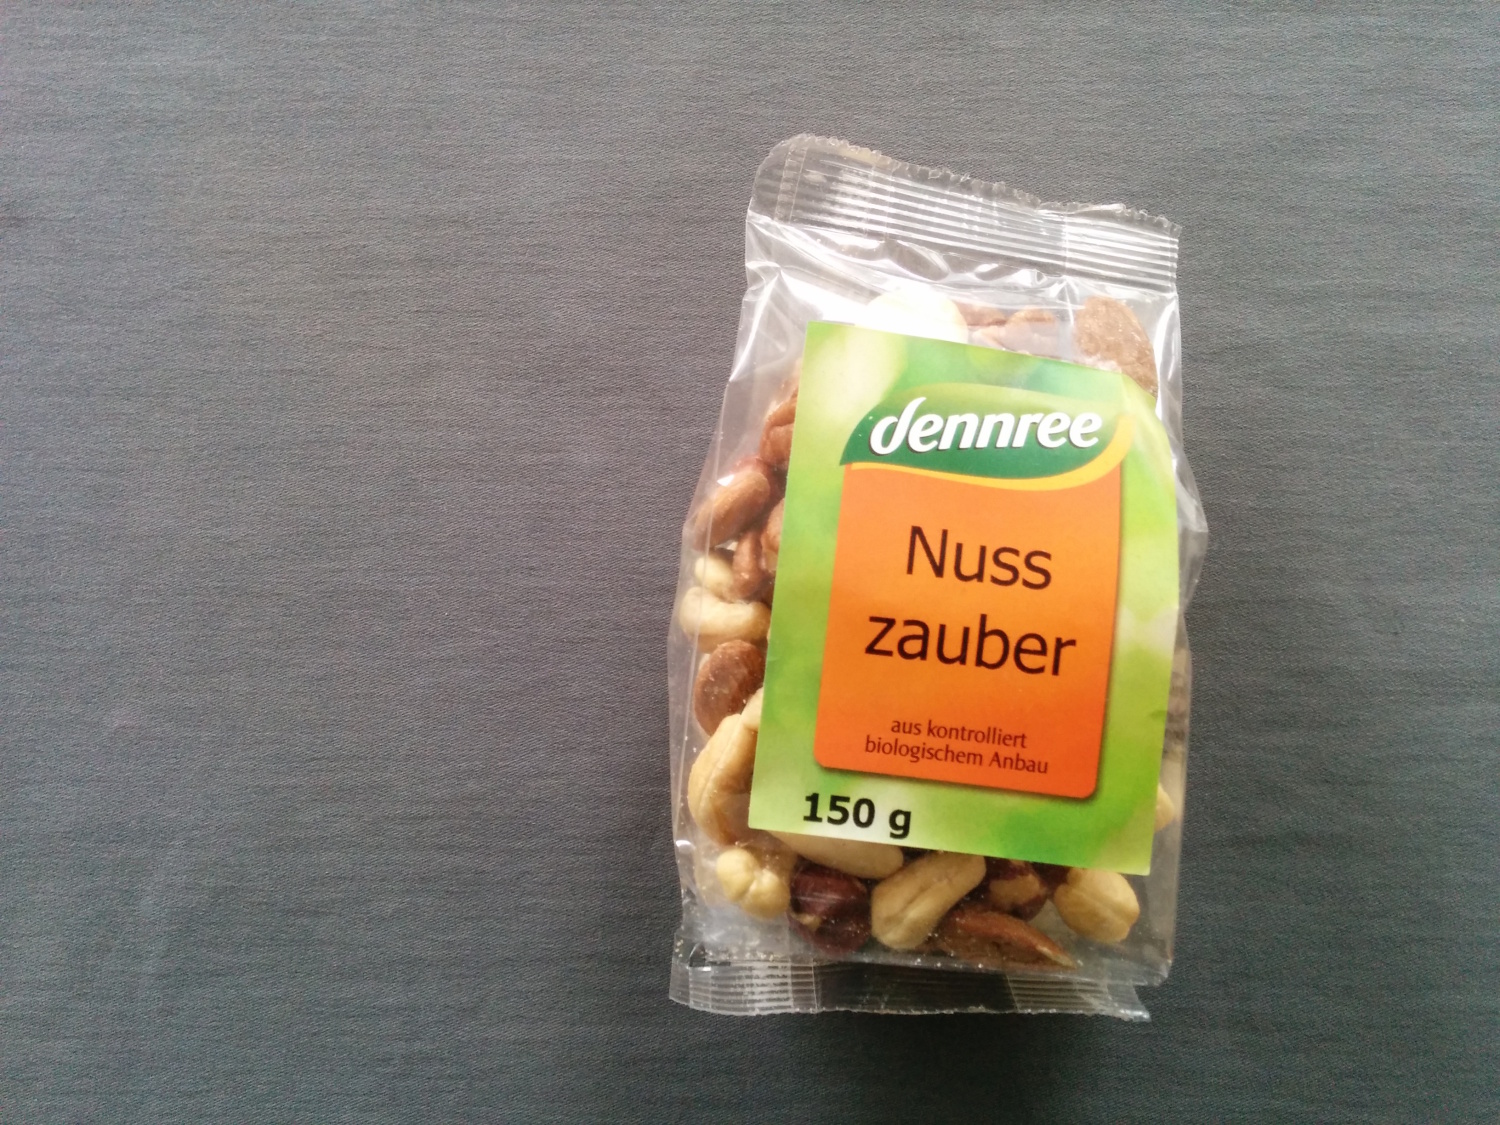 dennree
Nuss
zauber
aus kontrolliert
biologischem Anbau
150 g